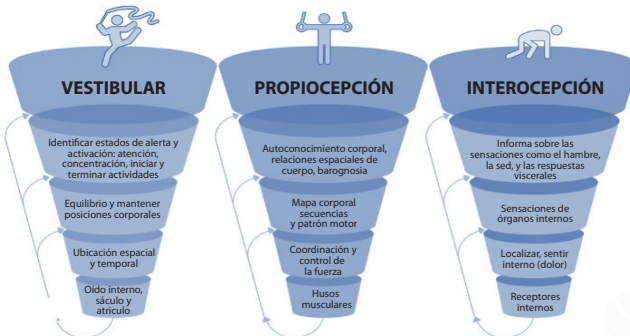 VESTIBULAR
Identificar estados de alerta y
activación: atención,
concentración, iniciar y
terminar actividades
Equilibrio y mantener
posiciones corporales
Ubicación espacial
y temporal
Oído interno,
sáculo y
atriculo
PROPIOCEPCIÓN
Autoconocimiento corporal,
relaciones espaciales de
cuerpo, barognosia
Mapa corporal
secuencias
y patrón motor
Coordinación y
control de
la fuerza
Husos
musculares
INTEROCEPCIÓN
Informa sobre las
sensaciones como el hambre,
la sed, y las respuestas
viscerales
Sensaciones de
órganos internos
Localizar, sentir
interno (dolor)
Receptores
internos